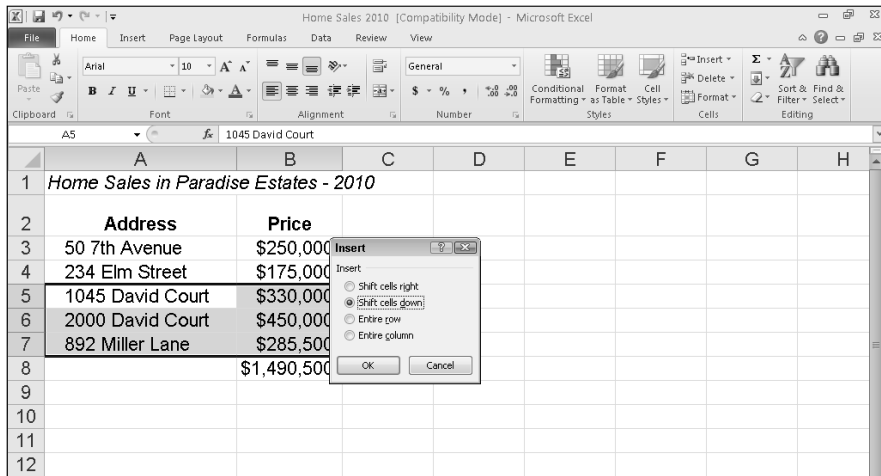 Home Sales 2010 [Compatibility Mode] - Microsoft Excel
File Home Insert Page Layout Formulas Data Review View
Paste
Arial 10
B I U A
General
$ % , .00
Conditional Formatting
Format as Table
Cell Styles
Insert
Delete
Format
Σ
Sort & Filter
Find & Select
Clipboard Font Alignment Number Styles Cells Editing
A5 fx 1045 David Court
A B C D E F G H
1 Home Sales in Paradise Estates - 2010
2 Address Price
3 50 7th Avenue $250,000
4 234 Elm Street $175,000
5 1045 David Court $330,000
6 2000 David Court $450,000
7 892 Miller Lane $285,500
8 $1,490,500
9
10
11
12
Insert
Insert
Shift cells right
Shift cells down
Entire row
Entire column
OK Cancel